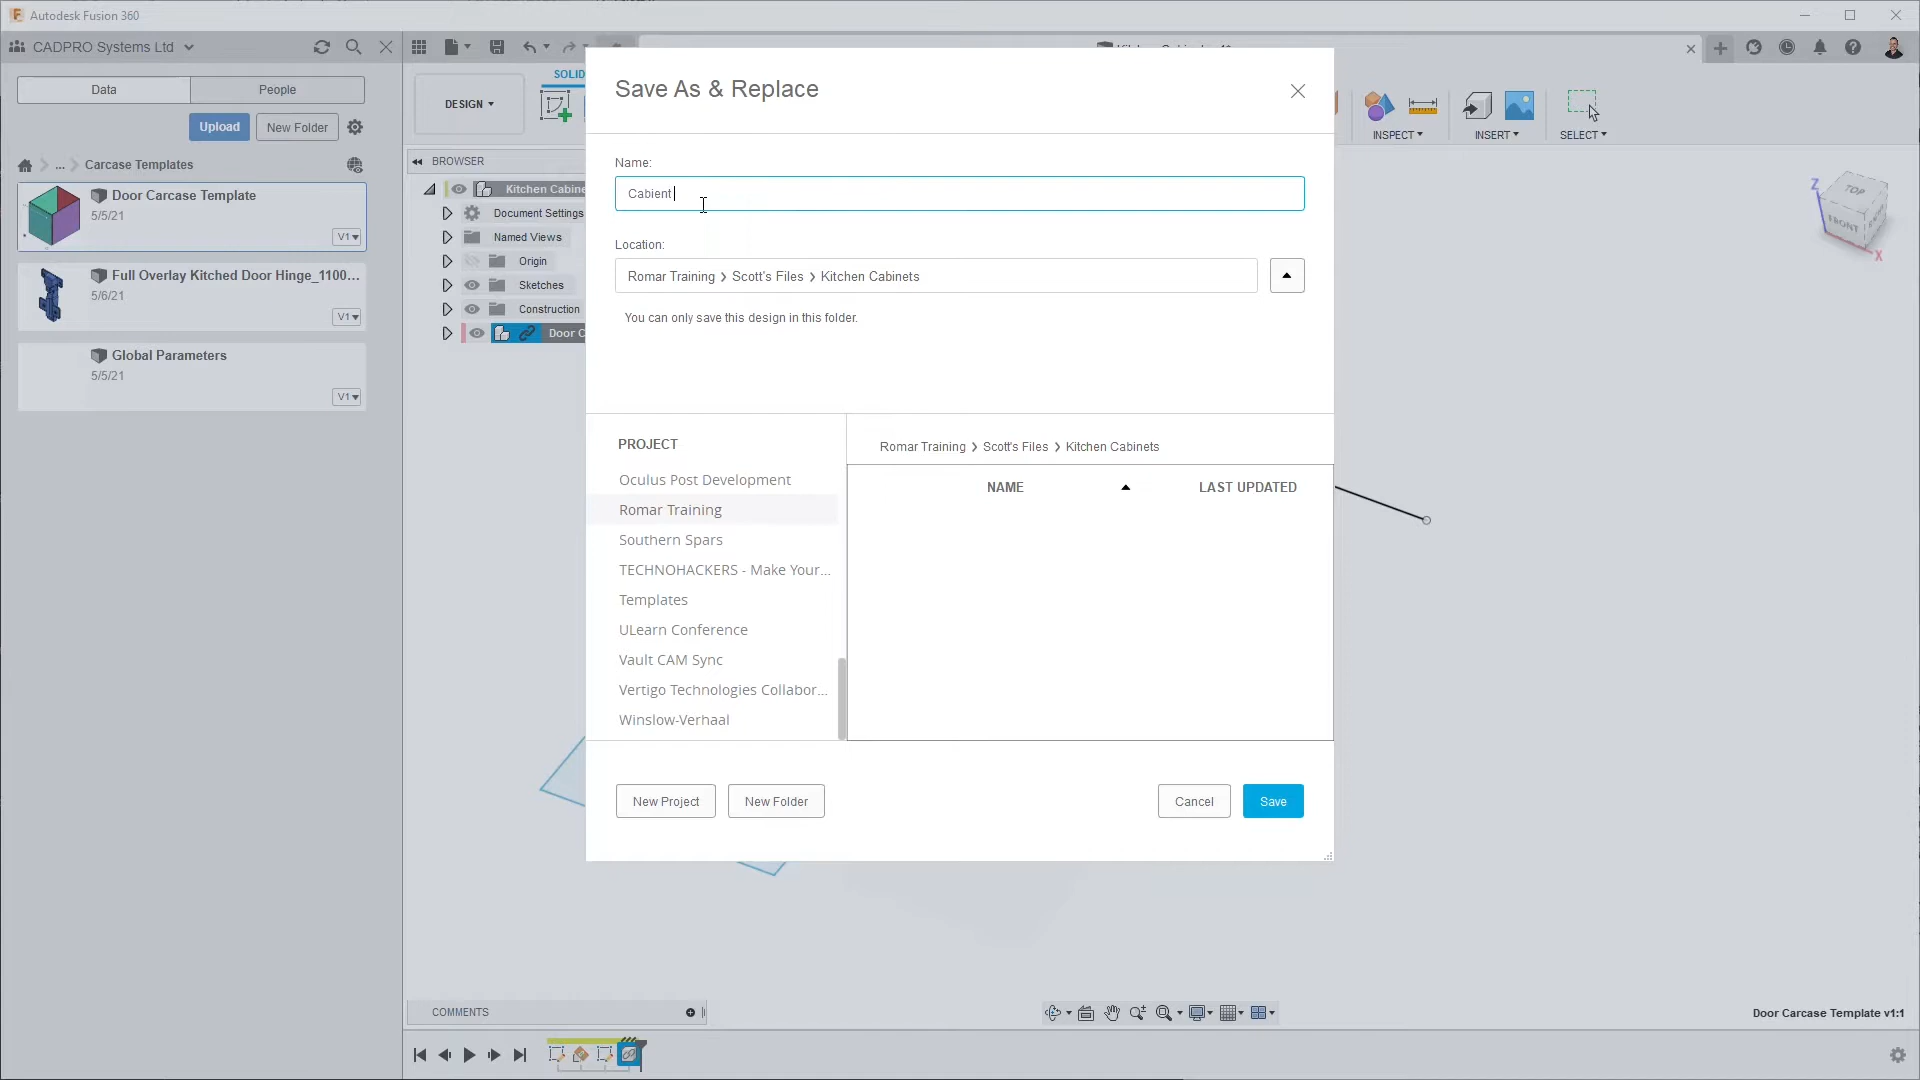 Autodesk Fusion 360
CADPRO Systems Ltd
Data
People
Upload
New Folder
...
Carcase Templates
Door Carcase Template
5/5/21
V1
Full Overlay Kitched Door Hinge_1100...
5/6/21
V1
Global Parameters
5/5/21
V1
DESIGN
SOLID
INSPECT
INSERT
SELECT
BROWSER
Kitchen Cabine
Document Settings
Named Views
Origin
Sketches
Construction
Door C
Save As & Replace
Name:
Cabient
Location:
Romar Training > Scott's Files > Kitchen Cabinets
You can only save this design in this folder.
PROJECT
Oculus Post Development
Romar Training
Southern Spars
TECHNOHACKERS - Make Your...
Templates
ULearn Conference
Vault CAM Sync
Vertigo Technologies Collabor...
Winslow-Verhaal
Romar Training > Scott's Files > Kitchen Cabinets
NAME
LAST UPDATED
New Project
New Folder
Cancel
Save
Z
TOP
FRONT
X
COMMENTS
Door Carcase Template v1:1